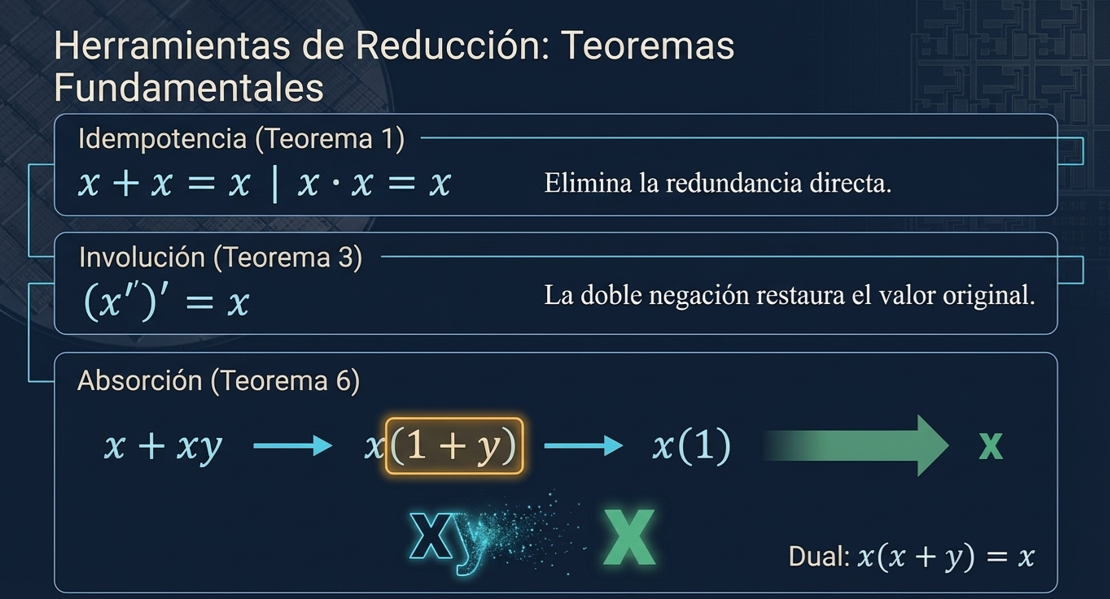 Herramientas de Reducción: Teoremas
Fundamentales
Idempotencia (Teorema 1)
x + x = x | x · x = x
Elimina la redundancia directa.
Involución (Teorema 3)
(x′′)′ = x
La doble negación restaura el valor original.
Absorción (Teorema 6)
x + xy → x(1 + y) → x(1) → x
xy x
Dual: x(x + y) = x